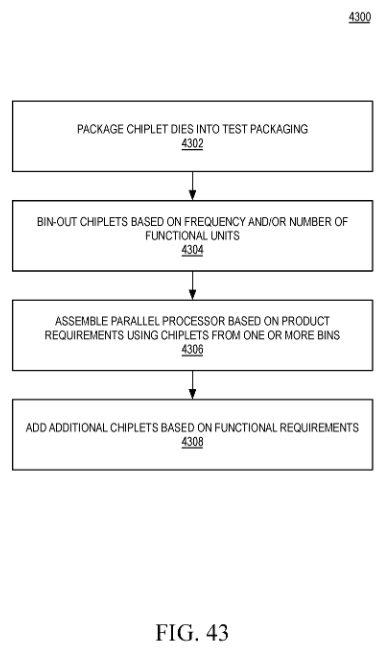 4300
PACKAGE CHIPLET DIES INTO TEST PACKAGING
4302
BIN-OUT CHIPLETS BASED ON FREQUENCY AND/OR NUMBER OF
FUNCTIONAL UNITS
4304
ASSEMBLE PARALLEL PROCESSOR BASED ON PRODUCT
REQUIREMENTS USING CHIPLETS FROM ONE OR MORE BINS
4306
ADD ADDITIONAL CHIPLETS BASED ON FUNCTIONAL REQUIREMENTS
4308
FIG. 43